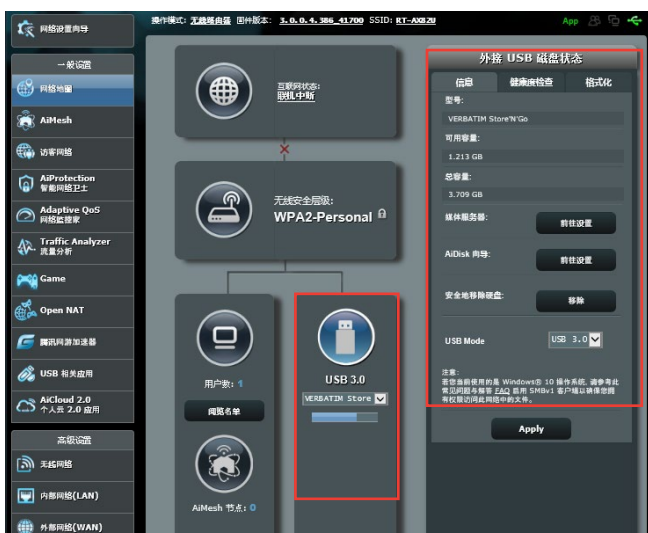 网络设置向导
操作模式: 无线路由器 固件版本: 3.0.0.4.386_41700 SSID: RT-AX82U
App
一般设置
网络地图
AiMesh
访客网络
AiProtection
智能网络卫士
Adaptive QoS
网络监控家
Traffic Analyzer
流量分析
Game
Open NAT
腾讯网游加速器
USB 相关应用
AiCloud 2.0
个人云 2.0 应用
高级设置
无线网络
内部网络(LAN)
外部网络(WAN)
互联网状态:
联机中断
无线安全层级:
WPA2-Personal
用户数: 1
阅览名单
AiMesh 节点: 0
USB 3.0
VERBATIM Store
外接 USB 磁盘状态
信息 健康度检查 格式化
型号:
VERBATIM Store'N'Go
可用容量:
1.213 GB
总容量:
3.709 GB
媒体服务器: 前往设置
AiDisk 向导: 前往设置
安全地移除硬盘: 移除
USB Mode USB 3.0
注意:
若您当前使用的是 Windows® 10 操作系统, 请参考此
常见问题与解答 FAQ 启用 SMBv1 客户端以确保您拥
有权限访问此网络中的文件。
Apply